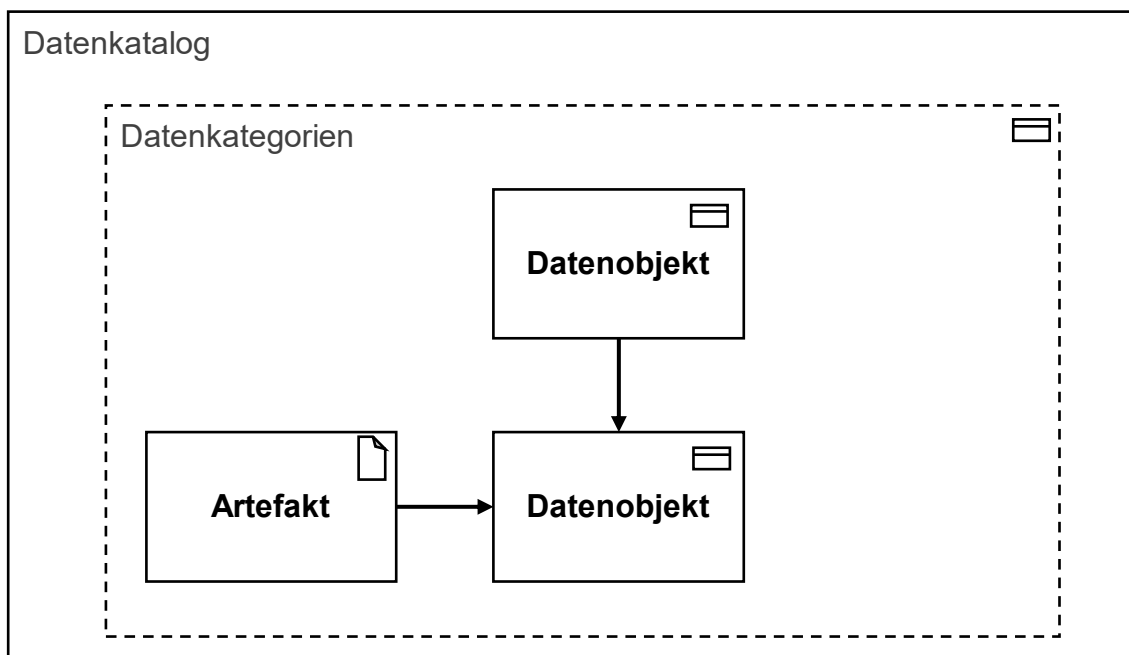 Datenkatalog
Datenkategorien
Datenobjekt
Artefakt
Datenobjekt